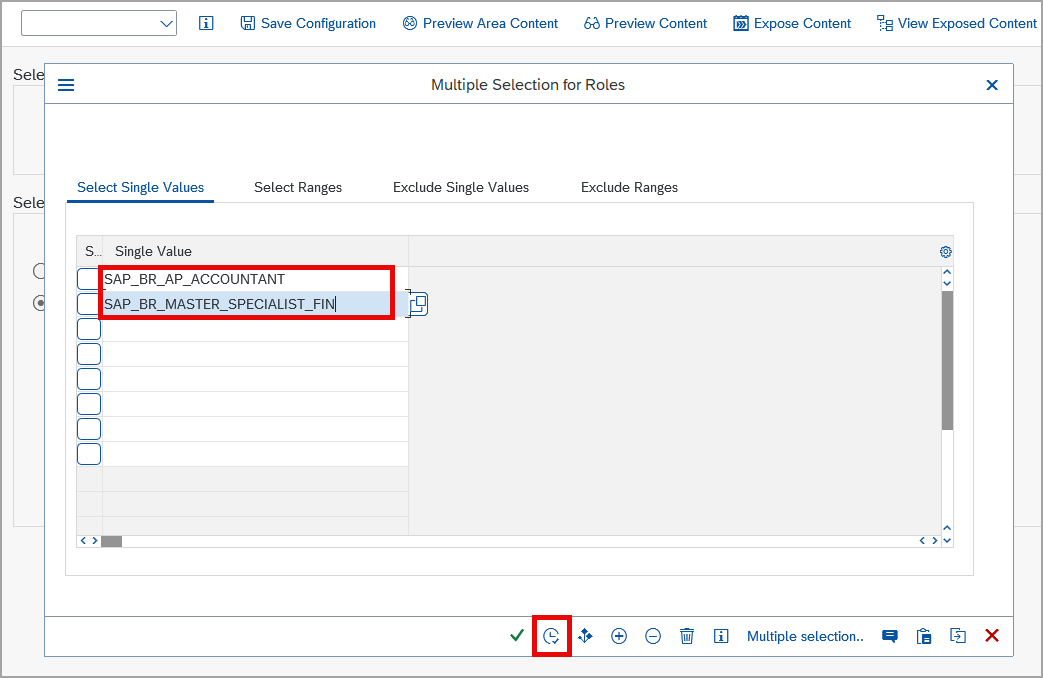 Save Configuration Preview Area Content Preview Content Expose Content View Exposed Content
Sele
Multiple Selection for Roles
Select Single Values Select Ranges Exclude Single Values Exclude Ranges
Sele
S... Single Value
SAP_BR_AP_ACCOUNTANT
SAP_BR_MASTER_SPECIALIST_FIN
Multiple selection..